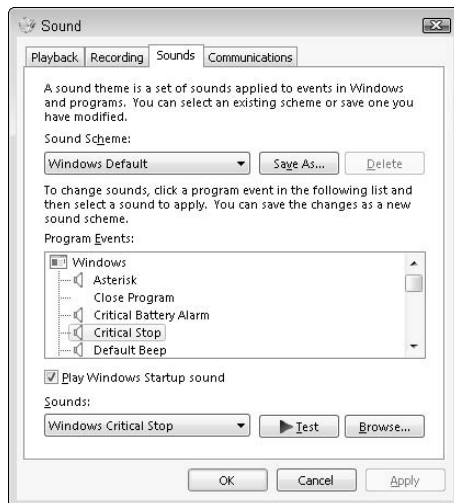 Sound
Playback Recording Sounds Communications
A sound theme is a set of sounds applied to events in Windows
and programs. You can select an existing scheme or save one you
have modified.
Sound Scheme:
Windows Default Save As... Delete
To change sounds, click a program event in the following list and
then select a sound to apply. You can save the changes as a new
sound scheme.
Program Events:
Windows
Asterisk
Close Program
Critical Battery Alarm
Critical Stop
Default Beep
Play Windows Startup sound
Sounds:
Windows Critical Stop Test Browse...
OK Cancel Apply